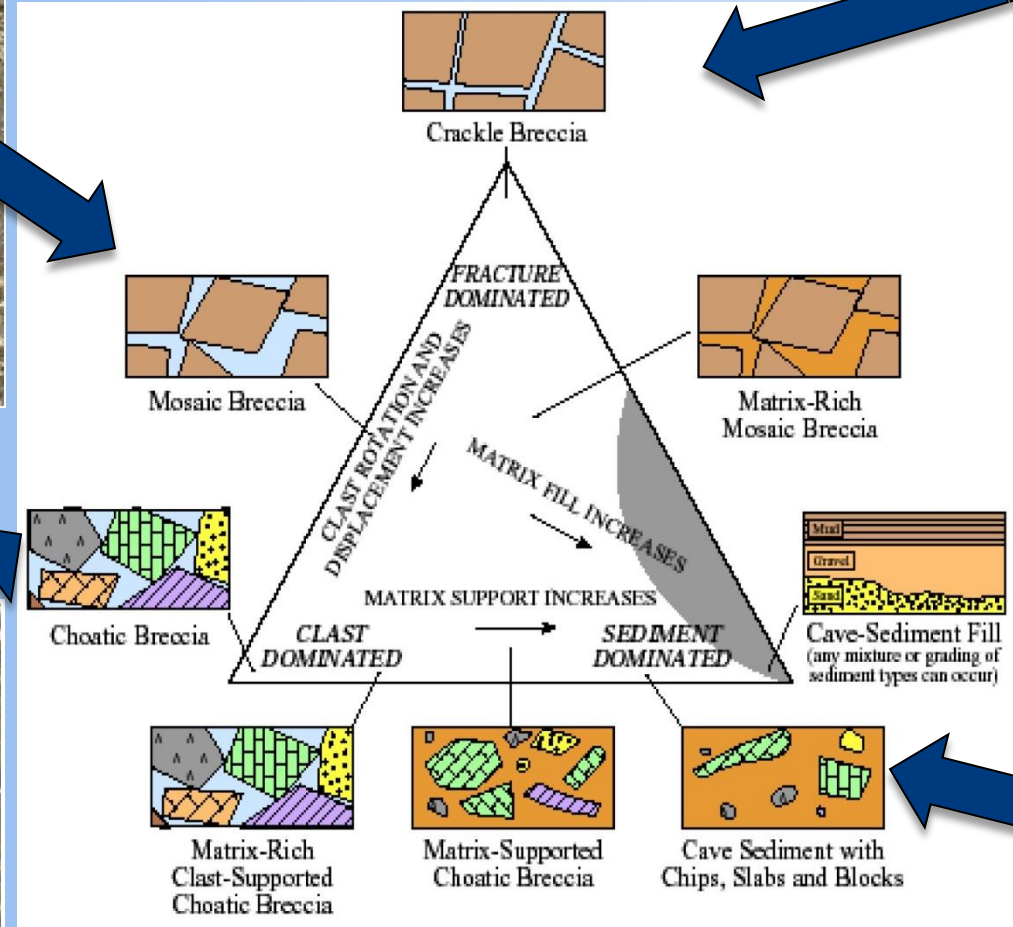 Crackle Breccia
FRACTURE
DOMINATED
Mosaic Breccia
Matrix-Rich
Mosaic Breccia
CLAST ROTATION AND
DISPLACEMENT INCREASES
MATRIX FILL INCREASES
Choatic Breccia
Mud
Gravel
Sand
Cave-Sediment Fill
(any mixture or grading of
sediment types can occur)
MATRIX SUPPORT INCREASES
CLAST
DOMINATED
SEDIMENT
DOMINATED
Matrix-Rich
Clast-Supported
Choatic Breccia
Matrix-Supported
Choatic Breccia
Cave Sediment with
Chips, Slabs and Blocks